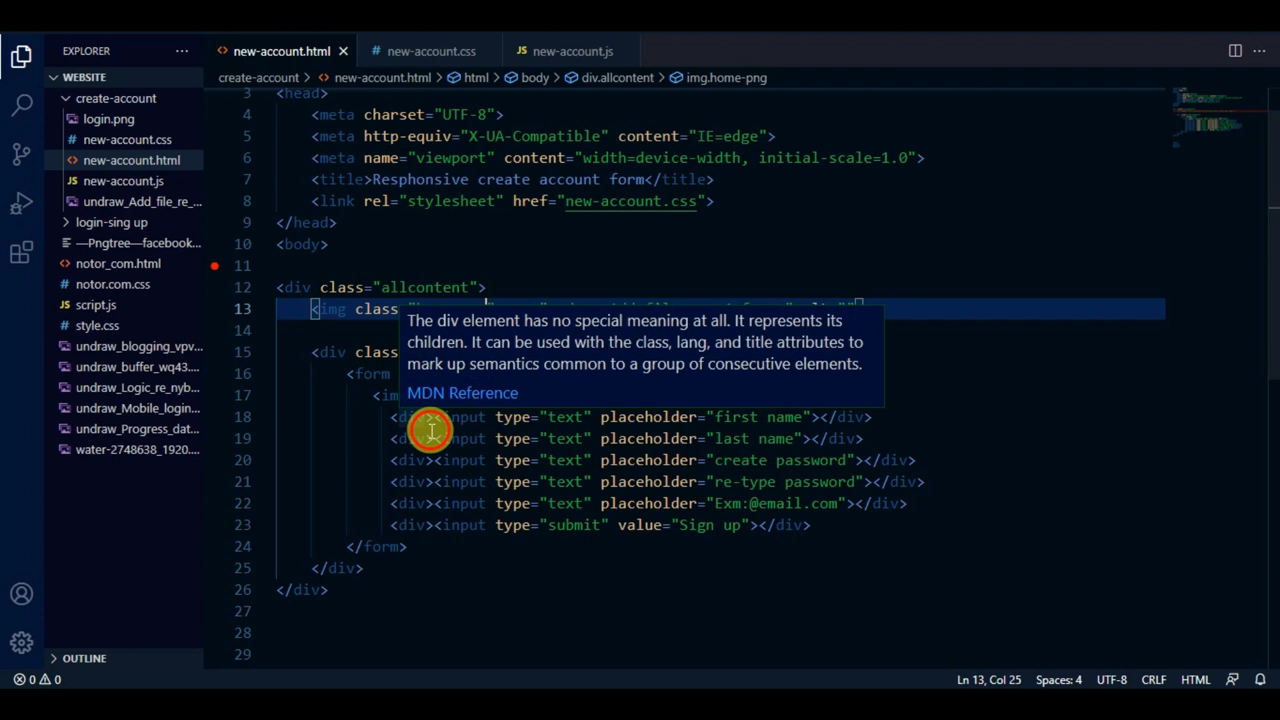 EXPLORER
WEBSITE
create-account
login.png
new-account.css
new-account.html
new-account.js
undraw_Add_file_re_...
login-sing up
—Pngtree—facebook...
notor_com.html
notor.com.css
script.js
style.css
undraw_blogging_vpv...
undraw_buffer_wq43....
undraw_Logic_re_nyb...
undraw_Mobile_login...
undraw_Progress_dat...
water-2748638_1920....
OUTLINE
new-account.html
new-account.css
new-account.js
create-account > new-account.html > html > body > div.allcontent > img.home-png
3 <head>
4 <meta charset="UTF-8">
5 <meta http-equiv="X-UA-Compatible" content="IE=edge">
6 <meta name="viewport" content="width=device-width, initial-scale=1.0">
7 <title>Resphonsive create account form</title>
8 <link rel="stylesheet" href="new-account.css">
9 </head>
10 <body>
11
12 <div class="allcontent">
13 <img class
The div element has no special meaning at all. It represents its
children. It can be used with the class, lang, and title attributes to
mark up semantics common to a group of consecutive elements.
MDN Reference
14
15 <div class
16 <form
17 <im
18 <div><input type="text" placeholder="first name"></div>
19 <div><input type="text" placeholder="last name"></div>
20 <div><input type="text" placeholder="create password"></div>
21 <div><input type="text" placeholder="re-type password"></div>
22 <div><input type="text" placeholder="Exm:@email.com"></div>
23 <div><input type="submit" value="Sign up"></div>
24 </form>
25 </div>
26 </div>
27
28
29
0 0
Ln 13, Col 25
Spaces: 4
UTF-8
CRLF
HTML